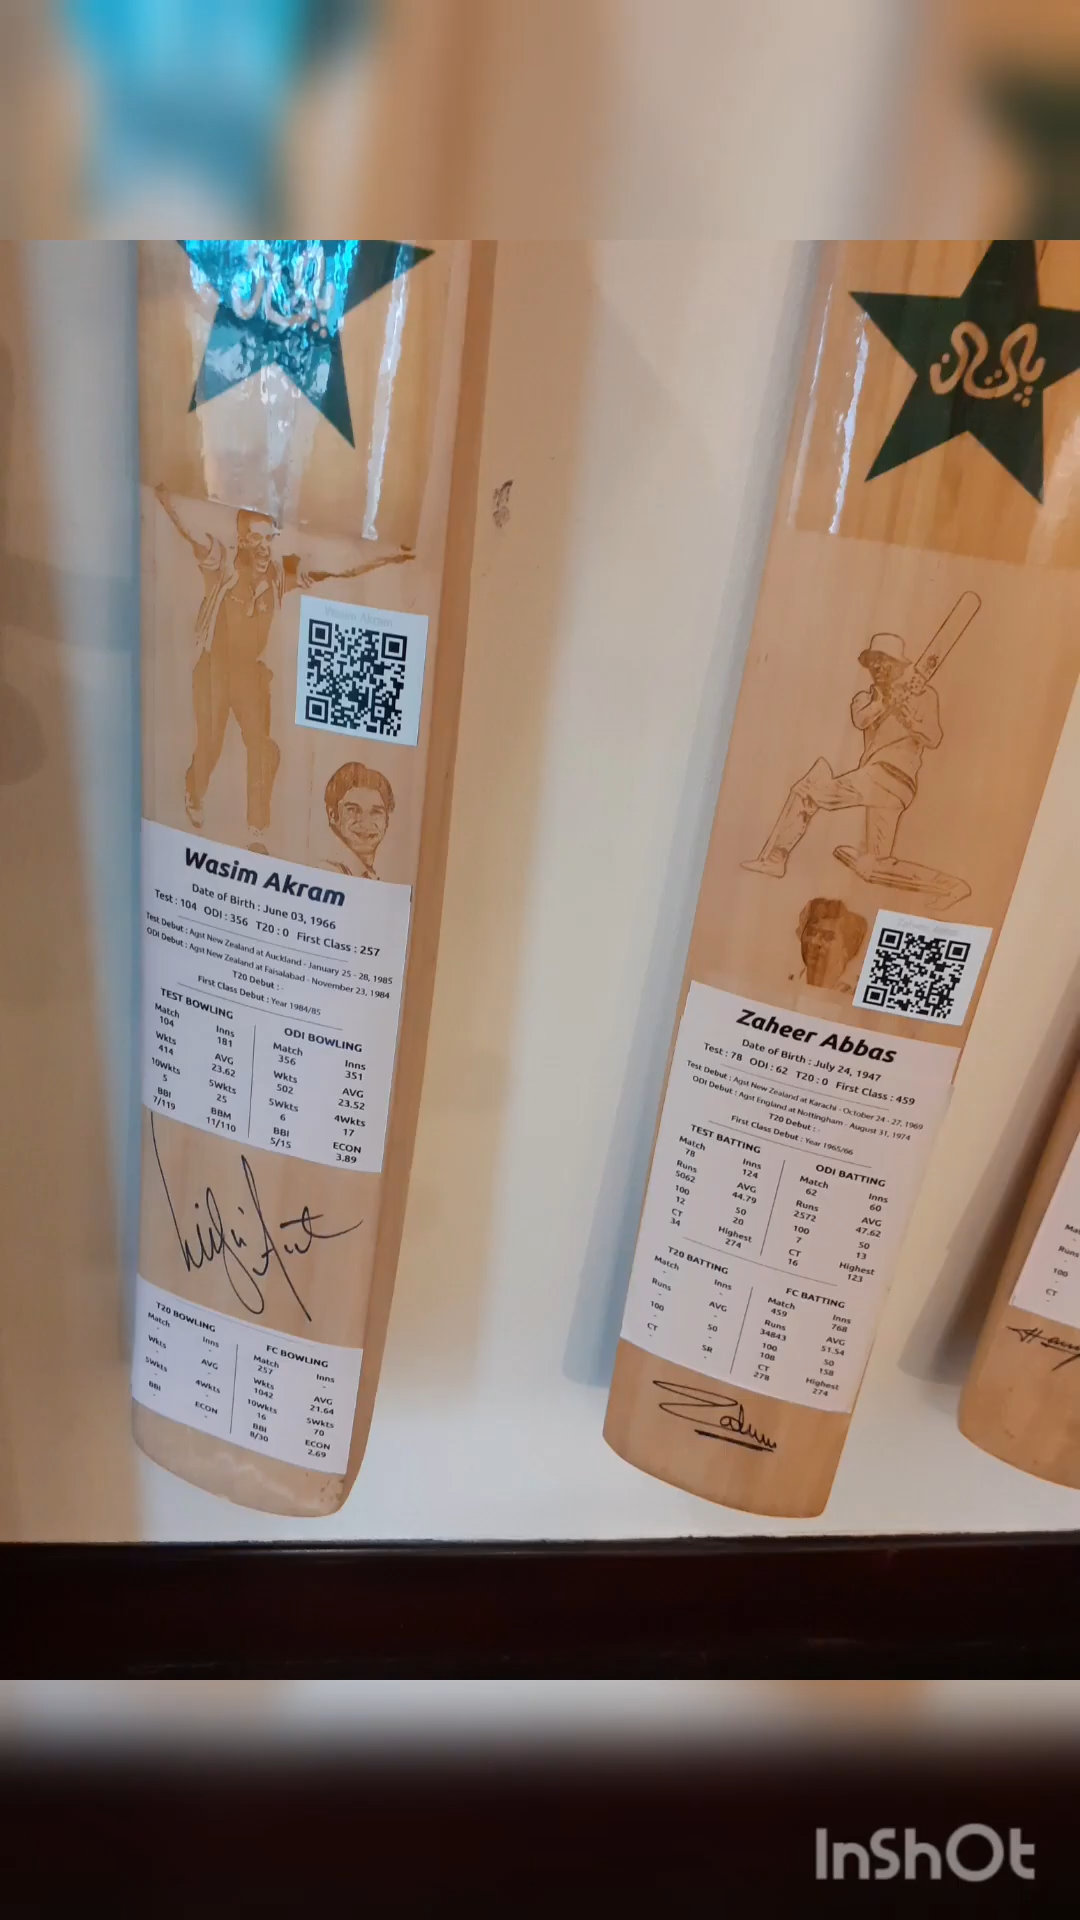 پاکستان
Wasim Akram
Wasim Akram
Date of Birth : June 03, 1966
Test : 104 ODI : 356 T20 : 0 First Class : 257
Test Debut : Agst New Zealand at Auckland - January 25 - 28, 1985
ODI Debut : Agst New Zealand at Faisalabad - November 23, 1984
T20 Debut : -
First Class Debut : Year 1984/85
TEST BOWLING
Match Inns
104 181
Wkts AVG
414 23.62
10Wkts 5Wkts
5 25
BBI BBM
7/119 11/110
ODI BOWLING
Match Inns
356 351
Wkts AVG
502 23.52
5Wkts 4Wkts
6 17
BBI ECON
5/15 3.89
T20 BOWLING
Match Inns
- -
Wkts AVG
- -
5Wkts 4Wkts
- -
BBI ECON
- -
FC BOWLING
Match Inns
257 -
Wkts AVG
1042 21.64
10Wkts 5Wkts
16 70
BBI ECON
8/30 2.69
پاکستان
Zaheer Abbas
Zaheer Abbas
Date of Birth : July 24, 1947
Test : 78 ODI : 62 T20 : 0 First Class : 459
Test Debut : Agst New Zealand at Karachi - October 24 - 27, 1969
ODI Debut : Agst England at Nottingham - August 31, 1974
T20 Debut : -
First Class Debut : Year 1965/66
TEST BATTING
Match Inns
78 124
Runs AVG
5062 44.79
100 50
12 20
CT Highest
34 274
ODI BATTING
Match Inns
62 60
Runs AVG
2572 47.62
100 50
7 13
CT Highest
16 123
T20 BATTING
Match Inns
- -
Runs AVG
- -
100 50
- -
CT SR
- -
FC BATTING
Match Inns
459 768
Runs AVG
34843 51.54
100 50
108 158
CT Highest
278 274
Runs
100
CT
InShOt